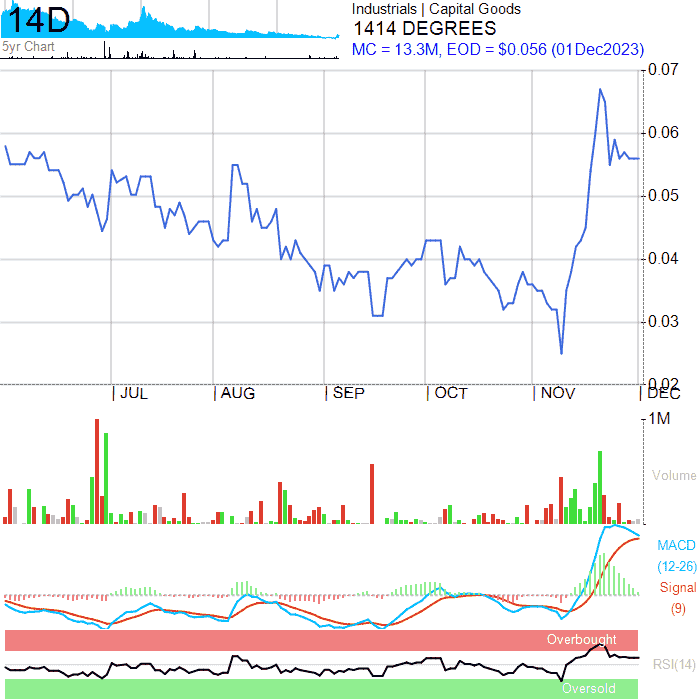 14D
5yr Chart
Industrials | Capital Goods
1414 DEGREES
MC = 13.3M, EOD = $0.056 (01Dec2023)
0.07
0.06
0.05
0.04
0.03
0.02
JUL
AUG
SEP
OCT
NOV
DEC
1M
Volume
MACD
(12-26)
Signal
(9)
Overbought
RSI(14)
Oversold